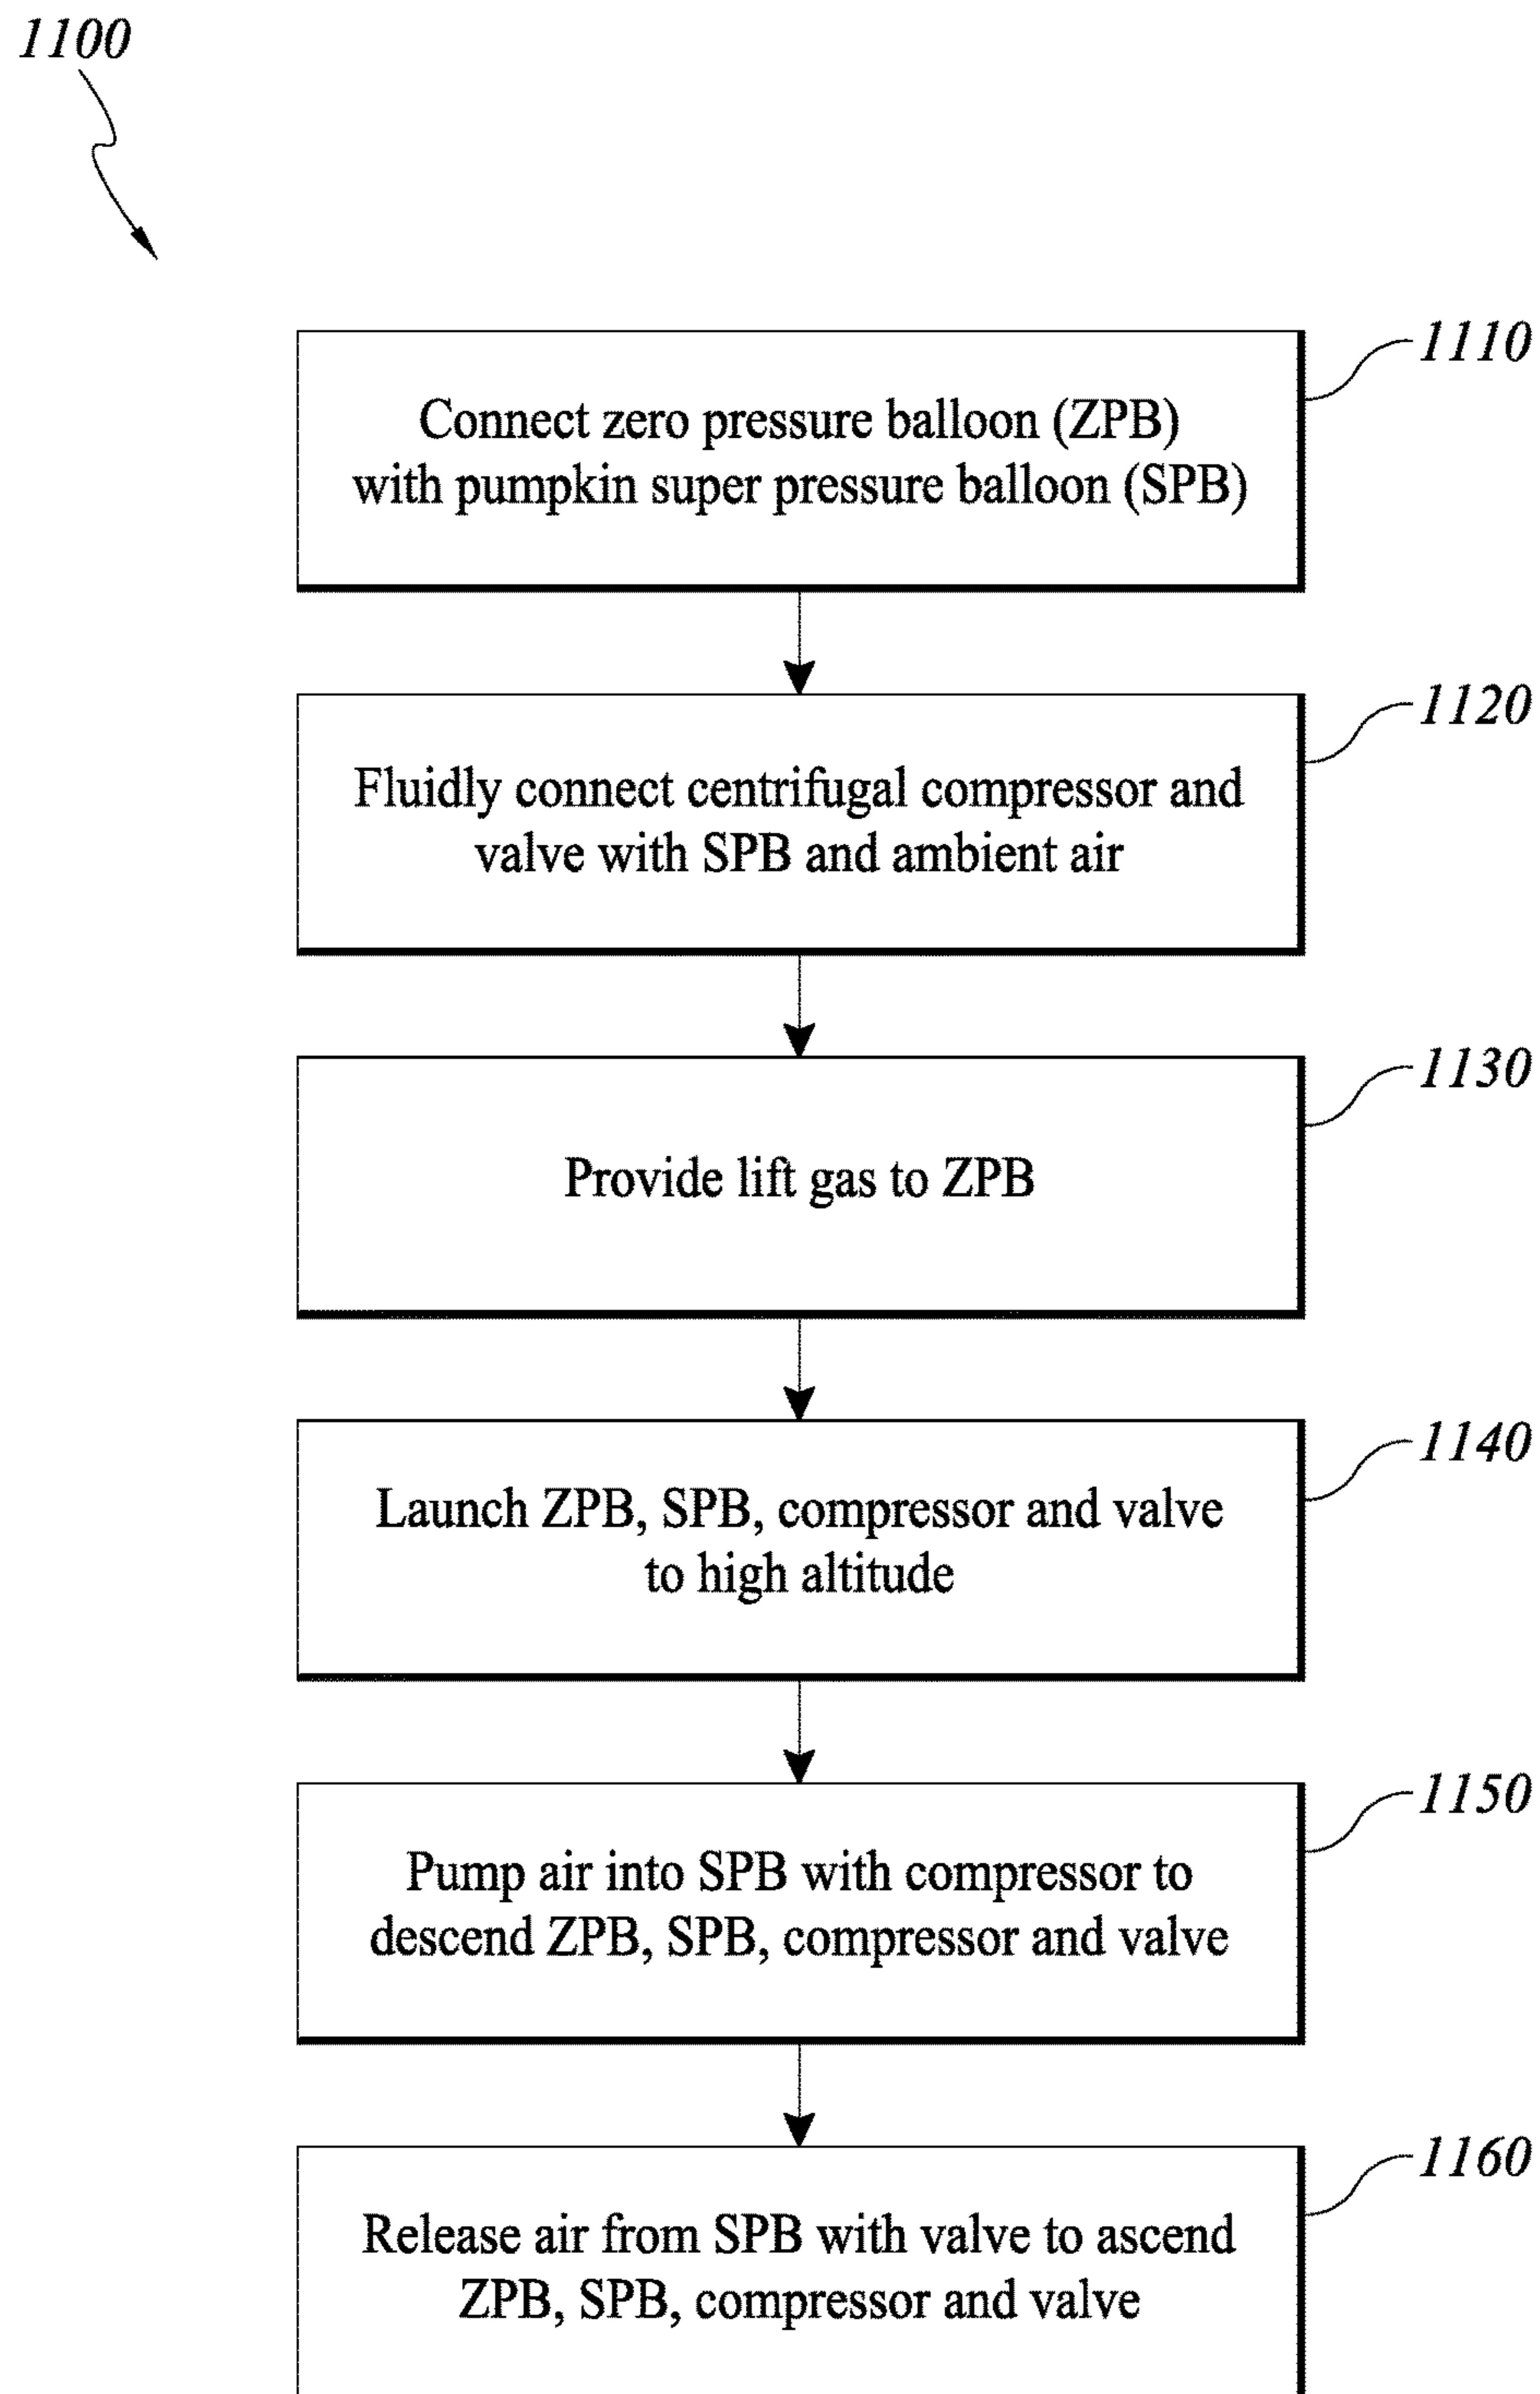 1100
1110
Connect zero pressure balloon (ZPB)
with pumpkin super pressure balloon (SPB)
1120
Fluidly connect centrifugal compressor and
valve with SPB and ambient air
1130
Provide lift gas to ZPB
1140
Launch ZPB, SPB, compressor and valve
to high altitude
1150
Pump air into SPB with compressor to
descend ZPB, SPB, compressor and valve
1160
Release air from SPB with valve to ascend
ZPB, SPB, compressor and valve